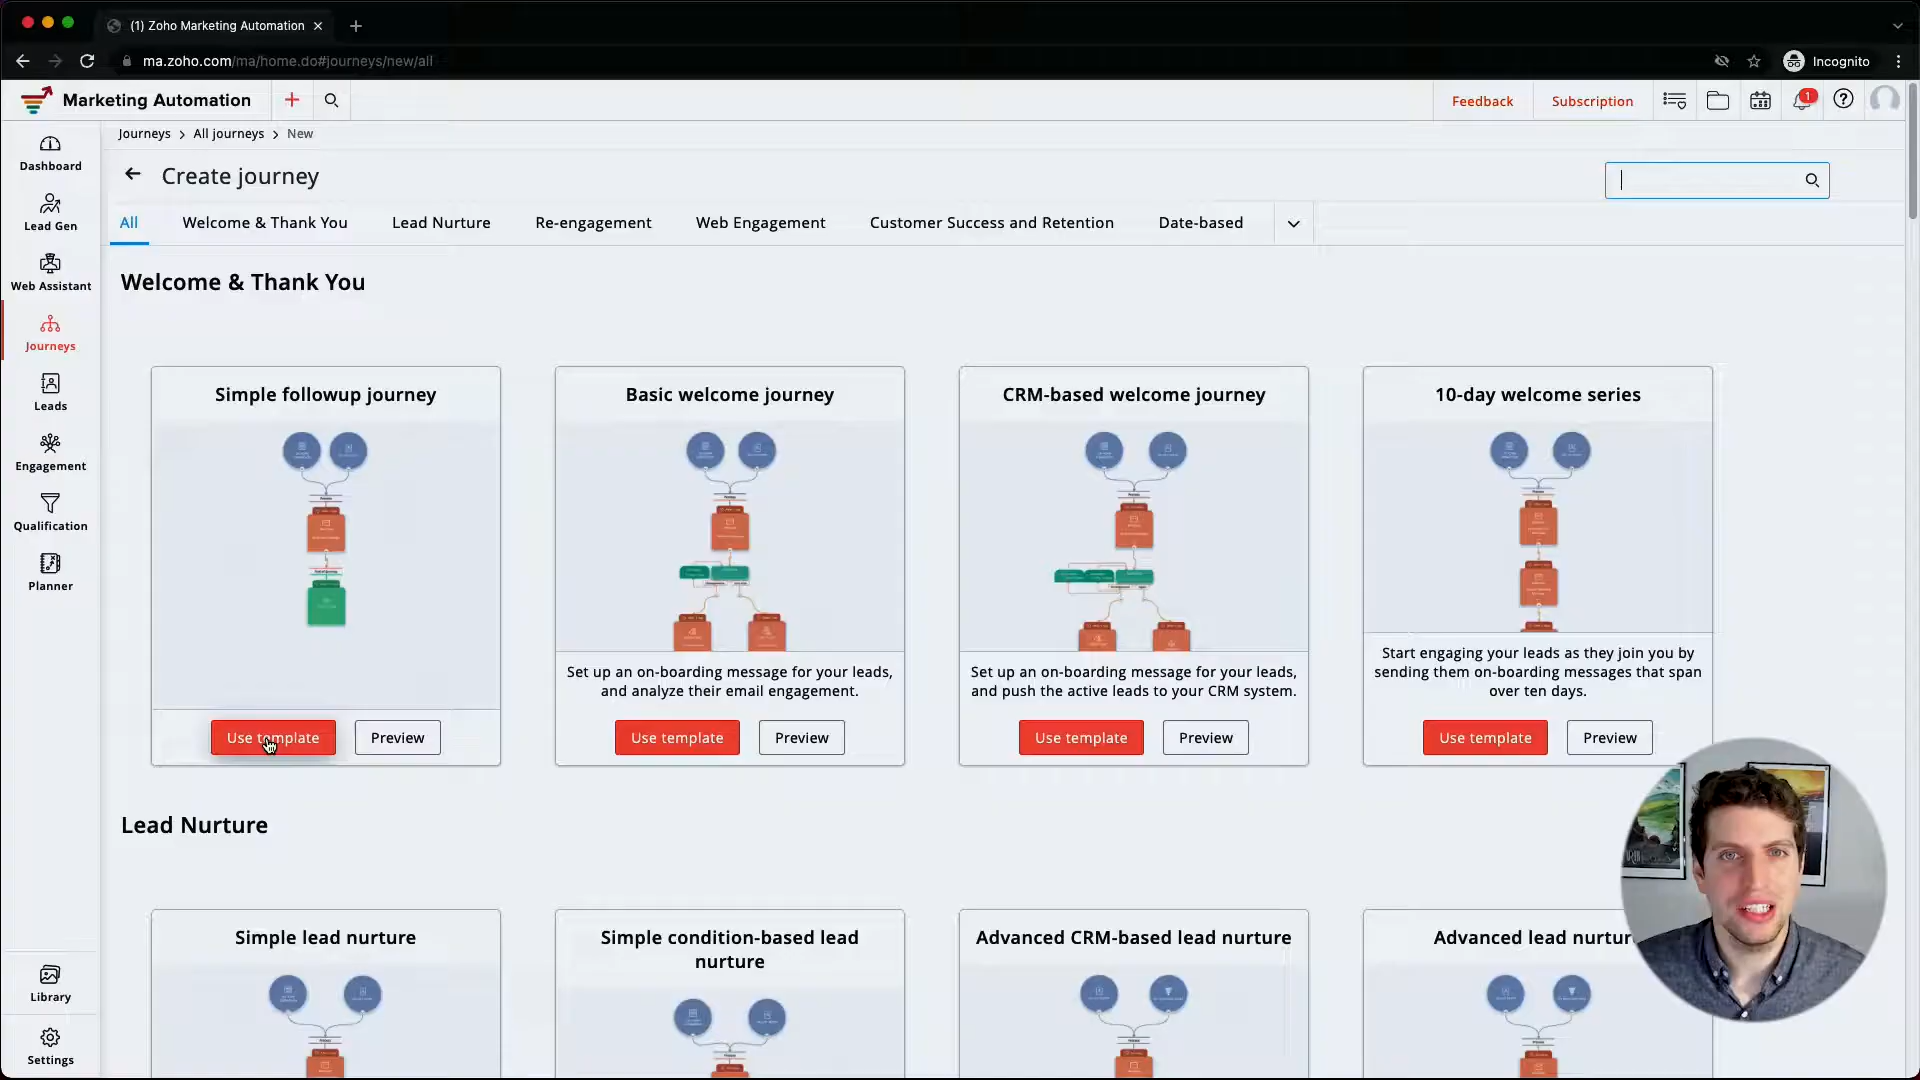 (1) Zoho Marketing Automation
ma.zoho.com/ma/home.do#journeys/new/all
Incognito
Marketing Automation
Feedback
Subscription
1
Journeys > All journeys > New
Create journey
All
Welcome & Thank You
Lead Nurture
Re-engagement
Web Engagement
Customer Success and Retention
Date-based
Dashboard
Lead Gen
Web Assistant
Journeys
Leads
Engagement
Qualification
Planner
Library
Settings
Welcome & Thank You
Simple followup journey
Use template
Preview
Basic welcome journey
Set up an on-boarding message for your leads,
and analyze their email engagement.
Use template
Preview
CRM-based welcome journey
Set up an on-boarding message for your leads,
and push the active leads to your CRM system.
Use template
Preview
10-day welcome series
Start engaging your leads as they join you by
sending them on-boarding messages that span
over ten days.
Use template
Preview
Lead Nurture
Simple lead nurture
Simple condition-based lead
nurture
Advanced CRM-based lead nurture
Advanced lead nurtur